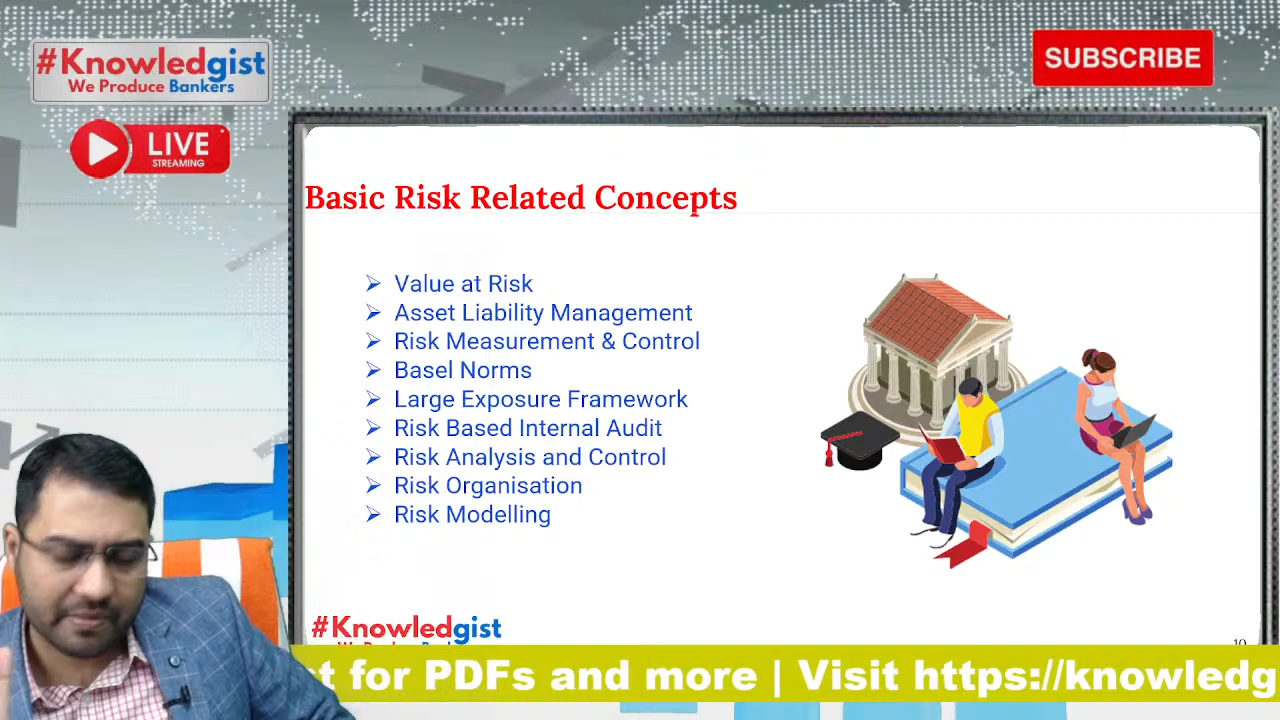 #Knowledgist
We Produce Bankers
LIVE
STREAMING
SUBSCRIBE
Basic Risk Related Concepts
➢ Value at Risk
➢ Asset Liability Management
➢ Risk Measurement & Control
➢ Basel Norms
➢ Large Exposure Framework
➢ Risk Based Internal Audit
➢ Risk Analysis and Control
➢ Risk Organisation
➢ Risk Modelling
#Knowledgist
for PDFs and more | Visit https://knowledg